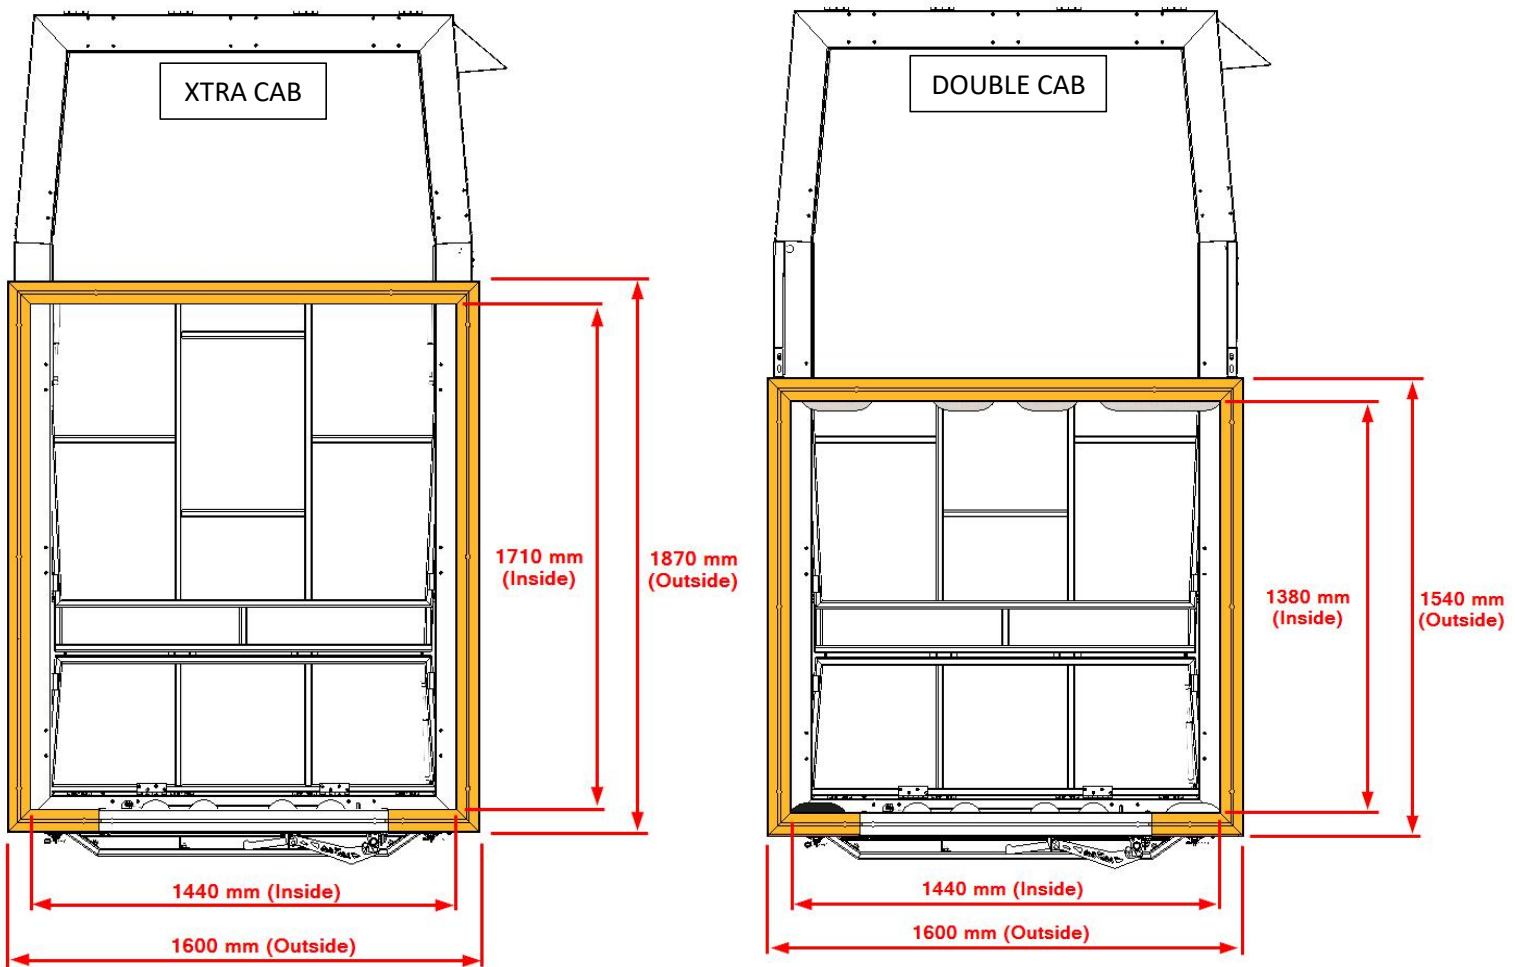 XTRA CAB
DOUBLE CAB
1710 mm
(Inside)
1870 mm
(Outside)
1380 mm
(Inside)
1540 mm
(Outside)
1440 mm (Inside)
1600 mm (Outside)
1440 mm (Inside)
1600 mm (Outside)